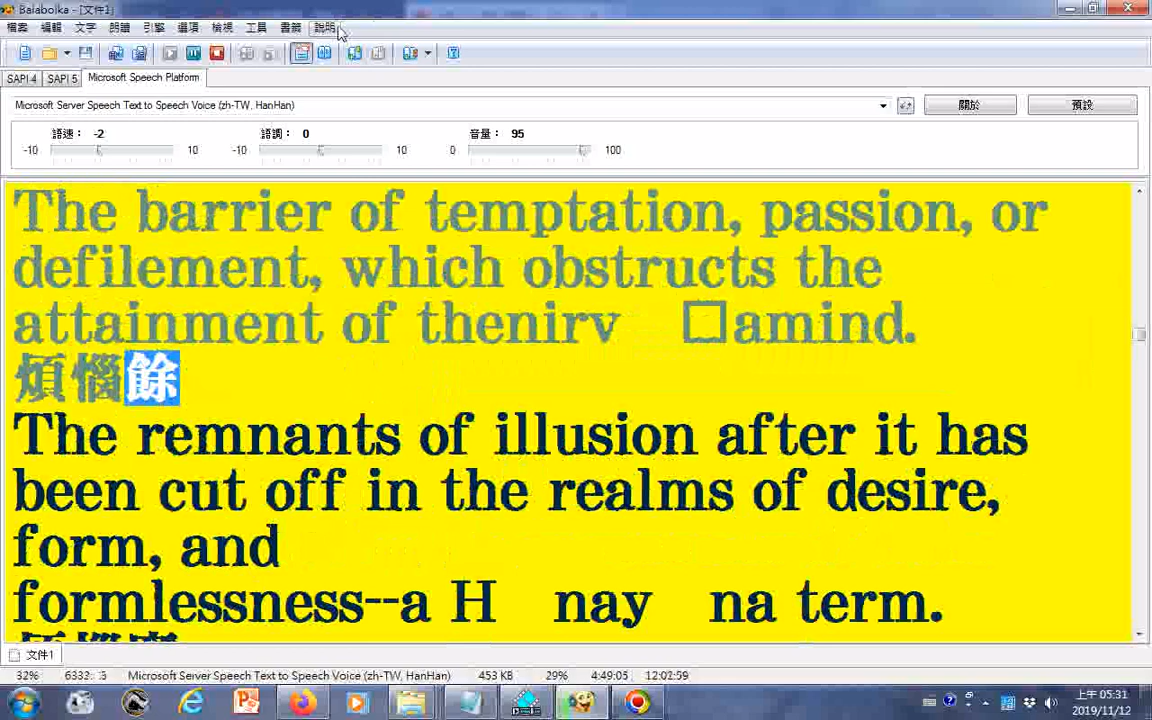 Balabolka - [文件1]
檔案 編輯 文字 朗讀 引擎 選項 檢視 工具 書籤 說明
SAPI 4 SAPI 5 Microsoft Speech Platform
Microsoft Server Speech Text to Speech Voice (zh-TW, HanHan) 關於 預設
語速： -2 語調： 0 音量： 95
-10 10 -10 10 0 100
The barrier of temptation, passion, or
defilement, which obstructs the
attainment of thenirv □amind.
煩惱餘
The remnants of illusion after it has
been cut off in the realms of desire,
form, and
formlessness--a H nay na term.
文件1
32% Microsoft Server Speech Text to Speech Voice (zh-TW, HanHan) 453 KB 29% 4:49:05
上午 05:31
2019/11/12